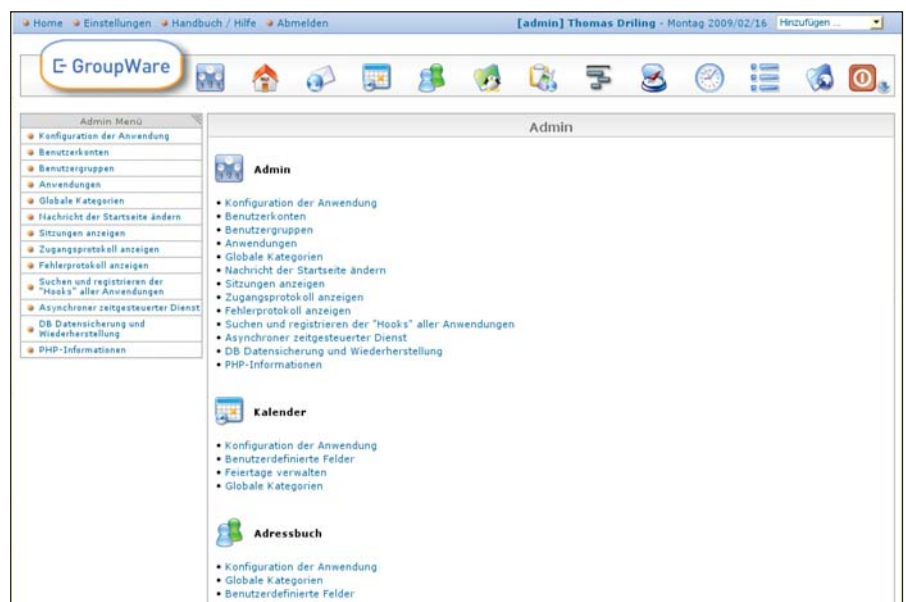 Home Einstellungen Handbuch / Hilfe Abmelden [admin] Thomas Driling - Montag 2009/02/16 Hinzufügen ...
E- GroupWare
Admin Menü
Konfiguration der Anwendung
Benutzerkonten
Benutzergruppen
Anwendungen
Globale Kategorien
Nachricht der Startseite ändern
Sitzungen anzeigen
Zugangsprotokoll anzeigen
Fehlerprotokoll anzeigen
Suchen und registrieren der
"Hooks" aller Anwendungen
Asynchroner zeitgesteuerter Dienst
DB Datensicherung und
Wiederherstellung
PHP-Informationen
Admin
Admin
• Konfiguration der Anwendung
• Benutzerkonten
• Benutzergruppen
• Anwendungen
• Globale Kategorien
• Nachricht der Startseite ändern
• Sitzungen anzeigen
• Zugangsprotokoll anzeigen
• Fehlerprotokoll anzeigen
• Suchen und registrieren der "Hooks" aller Anwendungen
• Asynchroner zeitgesteuerter Dienst
• DB Datensicherung und Wiederherstellung
• PHP-Informationen
Kalender
• Konfiguration der Anwendung
• Benutzerdefinierte Felder
• Feiertage verwalten
• Globale Kategorien
Adressbuch
• Konfiguration der Anwendung
• Globale Kategorien
• Benutzerdefinierte Felder